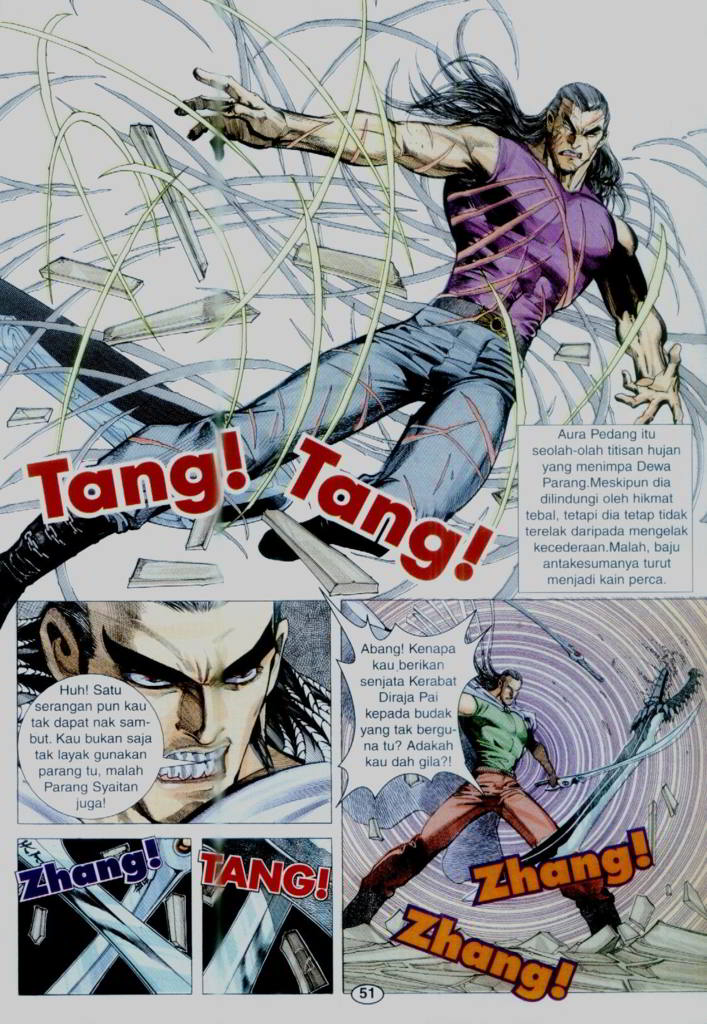 Tang!
Tang!
Aura Pedang itu
seolah-olah titisan hujan
yang menimpa Dewa
Parang.Meskipun dia
dilindungi oleh hikmat
tebal, tetapi dia tetap tidak
terelak daripada mengelak
kecederaan.Malah, baju
antakesumanya turut
menjadi kain perca.
Huh! Satu
serangan pun kau
tak dapat nak sam-
but. Kau bukan saja
tak layak gunakan
parang tu, malah
Parang Syaitan
juga!
Abang! Kenapa
kau berikan
senjata Kerabat
Diraja Pai
kepada budak
yang tak bergu-
na tu? Adakah
kau dah gila?!
Zhang!
TANG!
Zhang!
Zhang!
51